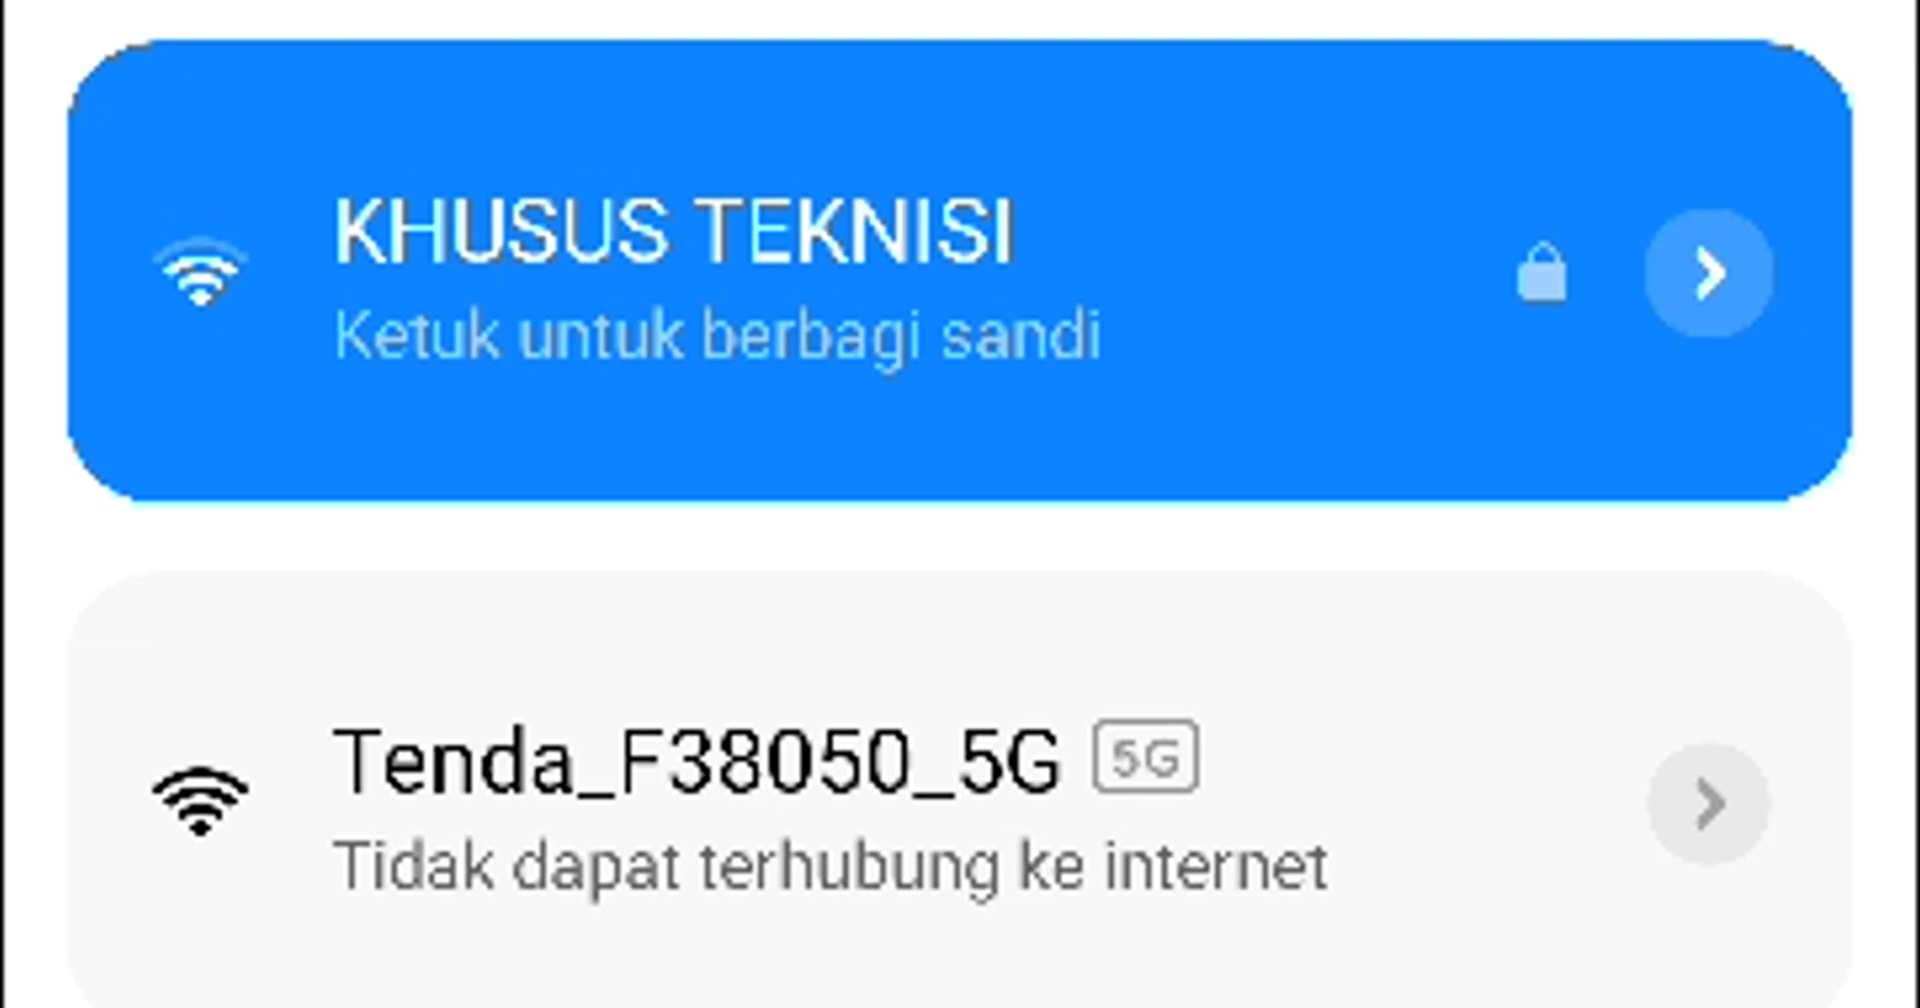 KHUSUS TEKNISI
Ketuk untuk berbagi sandi
Tenda_F38050_5G 5G
Tidak dapat terhubung ke internet